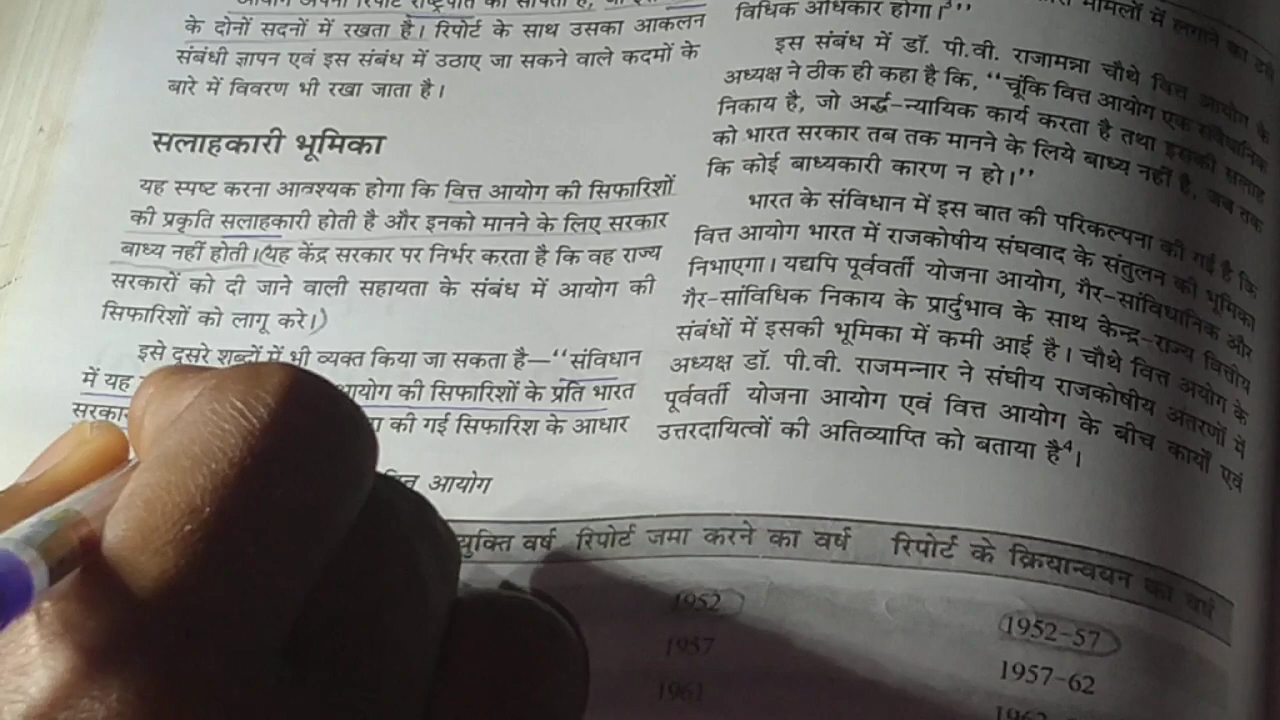 के दोनों सदनों में रखता है। रिपोर्ट के साथ उसका आकलन
संबंधी ज्ञापन एवं इस संबंध में उठाए जा सकने वाले कदमों के
बारे में विवरण भी रखा जाता है।
सलाहकारी भूमिका
यह स्पष्ट करना आवश्यक होगा कि वित्त आयोग की सिफारिशों
की प्रकृति सलाहकारी होती है और इनको मानने के लिए सरकार
बाध्य नहीं होती। यह केंद्र सरकार पर निर्भर करता है कि वह राज्य
सरकारों को दी जाने वाली सहायता के संबंध में आयोग की
सिफारिशों को लागू करे।
इसे दूसरे शब्दों में भी व्यक्त किया जा सकता है—‘‘संविधान
में यह आयोग की सिफारिशों के प्रति भारत
की गई सिफारिश के आधार
विधिक अधिकार होगा।³’’
इस संबंध में डॉ. पी.वी. राजामन्ना चौथे वित्त आयोग के
अध्यक्ष ने ठीक ही कहा है कि, ‘‘चूंकि वित्त आयोग एक संवैधानिक
निकाय है, जो अर्द्ध-न्यायिक कार्य करता है तथा इसकी सलाह
को भारत सरकार तब तक मानने के लिये बाध्य नहीं है, जब तक
कि कोई बाध्यकारी कारण न हो।’’
भारत के संविधान में इस बात की परिकल्पना की गई है कि
वित्त आयोग भारत में राजकोषीय संघवाद के संतुलन की भूमिका
निभाएगा। यद्यपि पूर्ववर्ती योजना आयोग, गैर-सांविधानिक और
गैर-सांविधिक निकाय के प्रार्दुभाव के साथ केन्द्र-राज्य वित्तीय
संबंधों में इसकी भूमिका में कमी आई है। चौथे वित्त अयोग के
अध्यक्ष डॉ. पी.वी. राजमन्नार ने संघीय राजकोषीय अंतरणों में
पूर्ववर्ती योजना आयोग एवं वित्त आयोग के बीच कार्यों एवं
उत्तरदायित्वों की अतिव्याप्ति को बताया है⁴।
आयोग
वर्ष रिपोर्ट जमा करने का वर्ष रिपोर्ट के क्रियान्वयन का वर्ष
1952 1952-57
1957 1957-62
1961